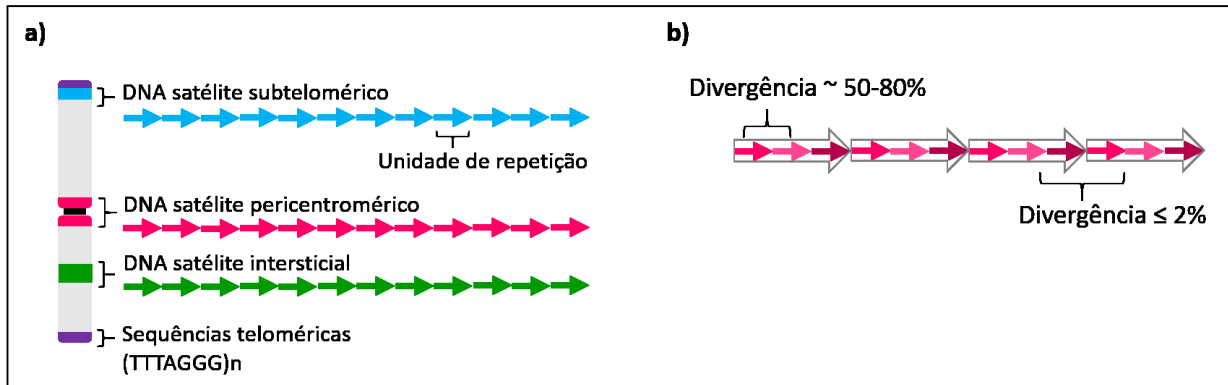 a)
DNA satélite subtelomérico
Unidade de repetição
DNA satélite pericentromérico
DNA satélite intersticial
Sequências teloméricas
(TTTAGGG)n
b)
Divergência ~ 50-80%
Divergência ≤ 2%